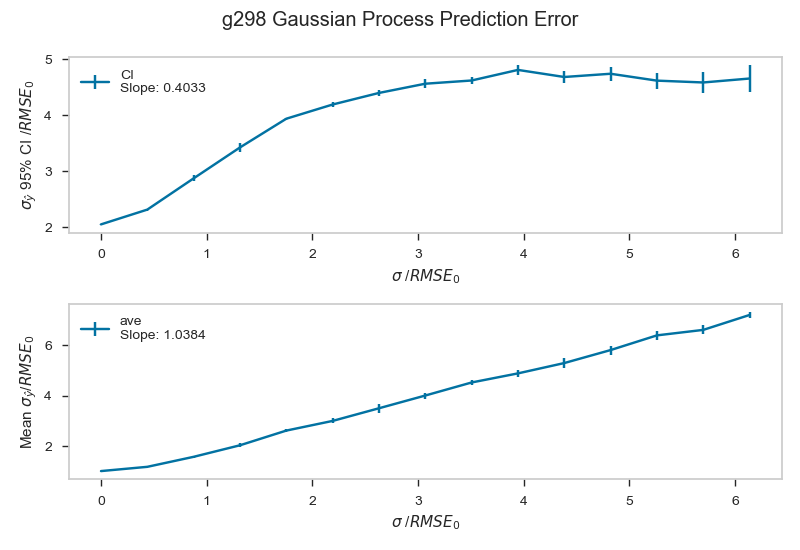 g298 Gaussian Process Prediction Error
5
4
3
2
σ_ŷ 95% CI /RMSE₀
CI
Slope: 0.4033
0 1 2 3 4 5 6
σ /RMSE₀
6
4
2
Mean σ_ŷ/RMSE₀
ave
Slope: 1.0384
0 1 2 3 4 5 6
σ /RMSE₀